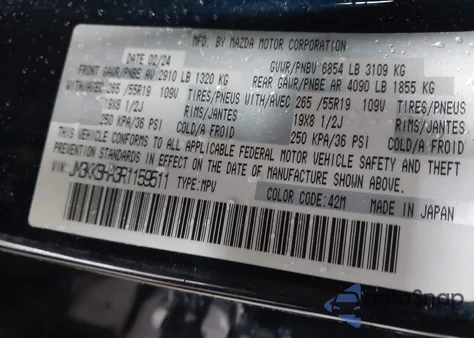 MFD. BY MAZDA MOTOR CORPORATION
DATE 02/24 GVWR/PNBV 6854 LB 3109 KG
FRONT GAWR/PNBE AV 2910 LB 1320 KG REAR GAWR/PNBE AR 4090 LB 1855 KG
WITH/AVEC 265 /55R19 109V TIRES/PNEUS WITH/AVEC 265 /55R19 109V TIRES/PNEUS
19X8 1/2J RIMS/JANTES 19X8 1/2J RIMS/JANTES
250 KPA/36 PSI COLD/A FROID 250 KPA/36 PSI COLD/A FROID
THIS VEHICLE CONFORMS TO ALL APPLICABLE FEDERAL MOTOR VEHICLE SAFETY AND THEFT
PREVENTION STANDARDS IN EFFECT ON THE DATE OF MANUFACTURE SHOWN ABOVE.
VIN: JM3KKSHA3R1159511 TYPE: MPV COLOR CODE: 42M MADE IN JAPAN
AutoSnap